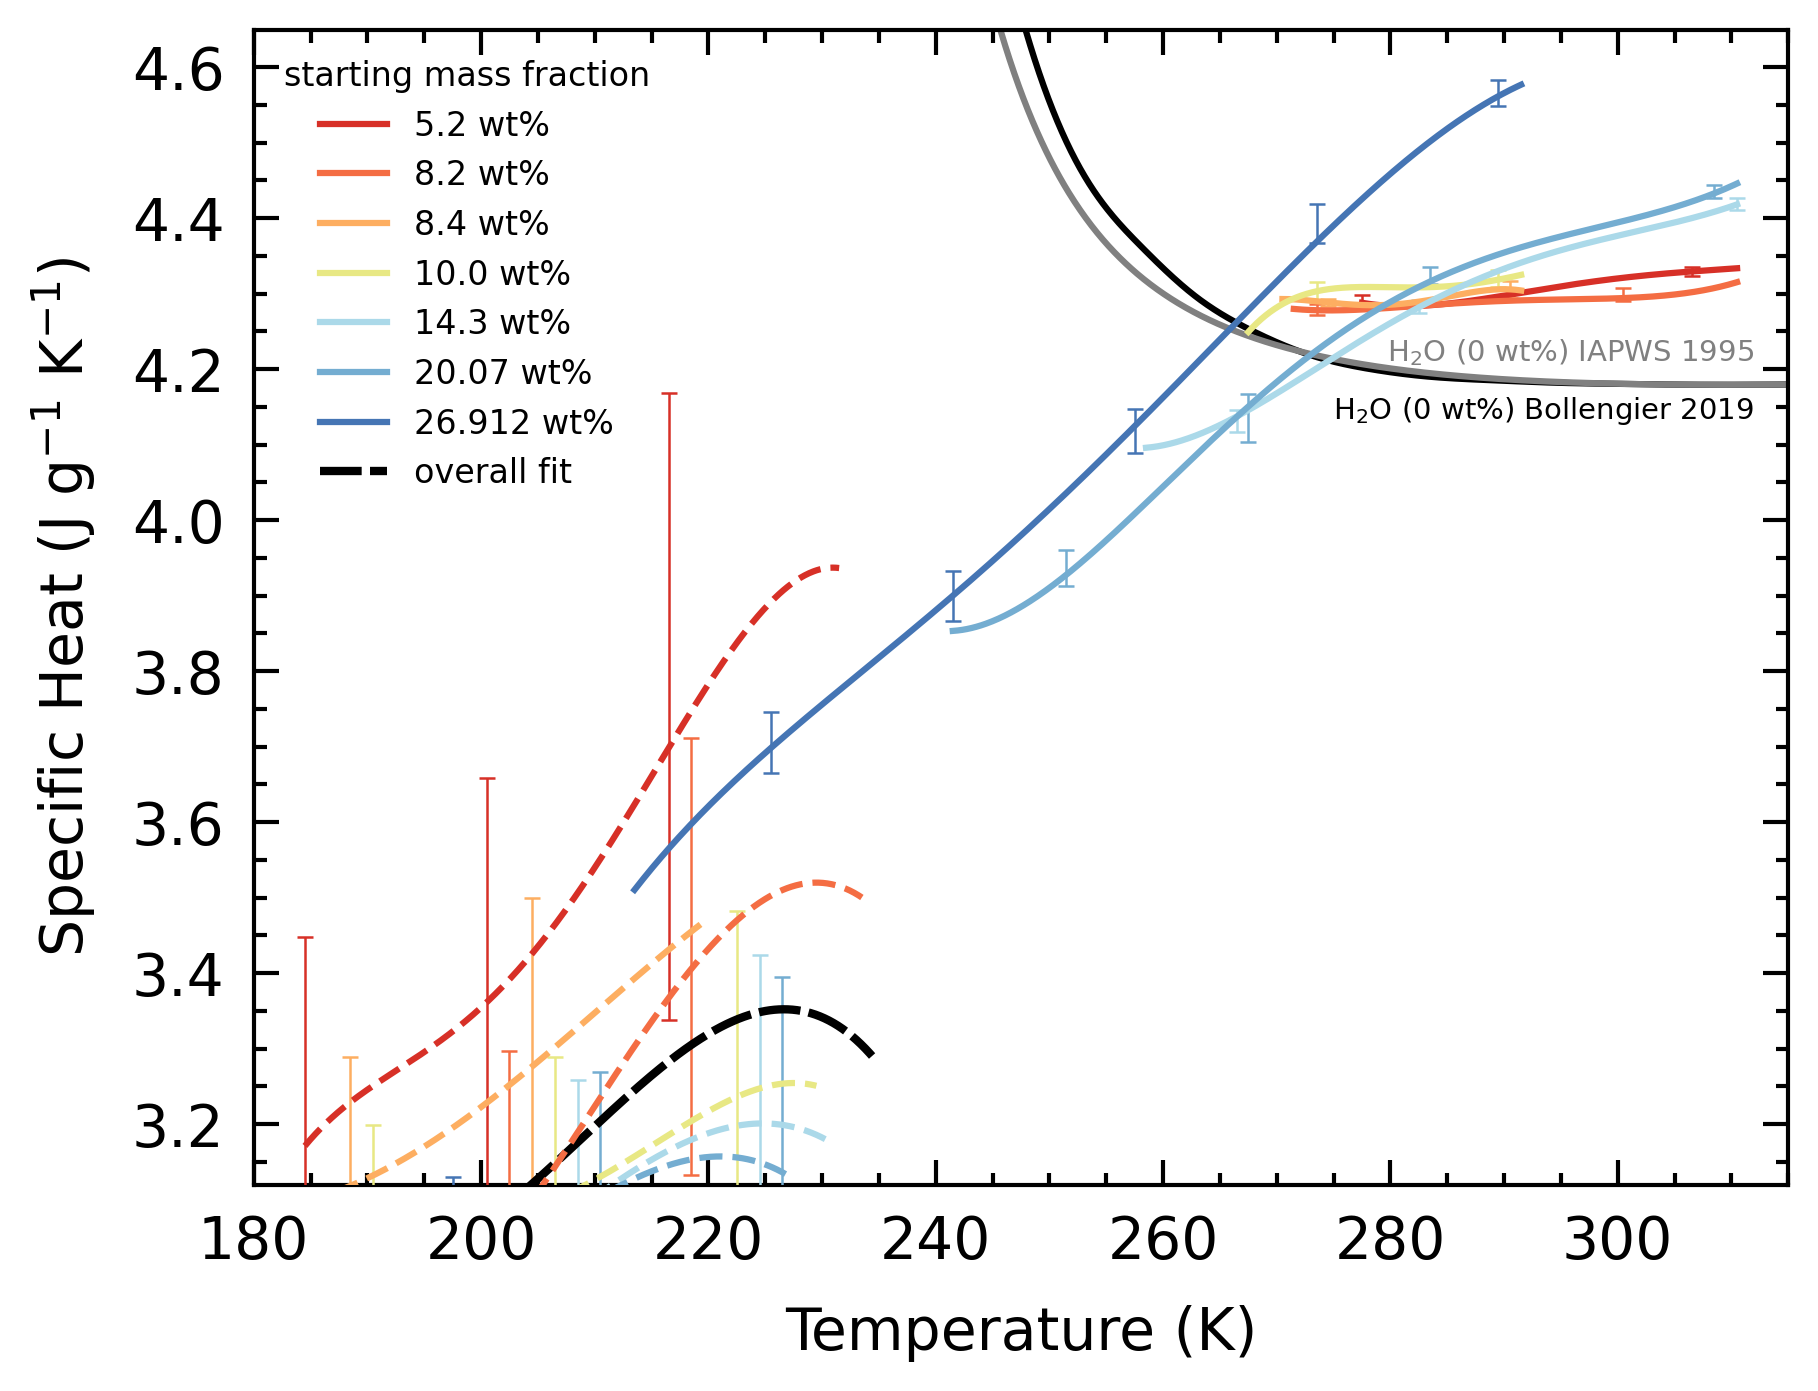 starting mass fraction
5.2 wt%
8.2 wt%
8.4 wt%
10.0 wt%
14.3 wt%
20.07 wt%
26.912 wt%
overall fit
H₂O (0 wt%) IAPWS 1995
H₂O (0 wt%) Bollengier 2019
Specific Heat (J g⁻¹ K⁻¹)
4.6
4.4
4.2
4.0
3.8
3.6
3.4
3.2
180 200 220 240 260 280 300
Temperature (K)